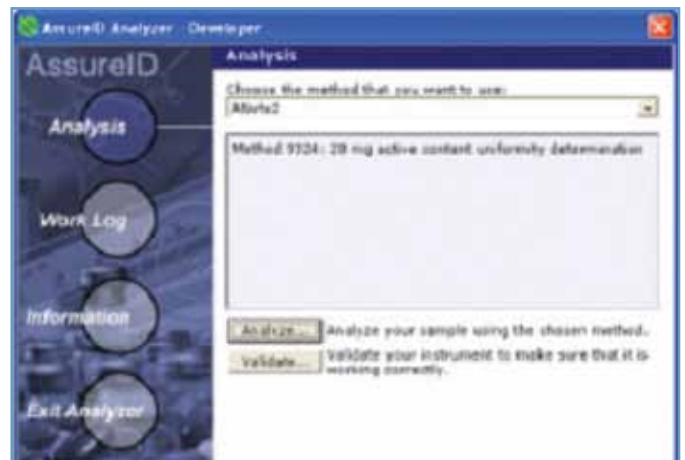 AssureID Analyzer - Developer
AssureID
Analysis
Work Log
Information
Exit Analyzer
Analysis
Choose the method that you want to use:
Method 9324: 20 mg active content uniformity determination
Analyze... Analyze your sample using the chosen method.
Validate... Validate your instrument to make sure that it is
working correctly.